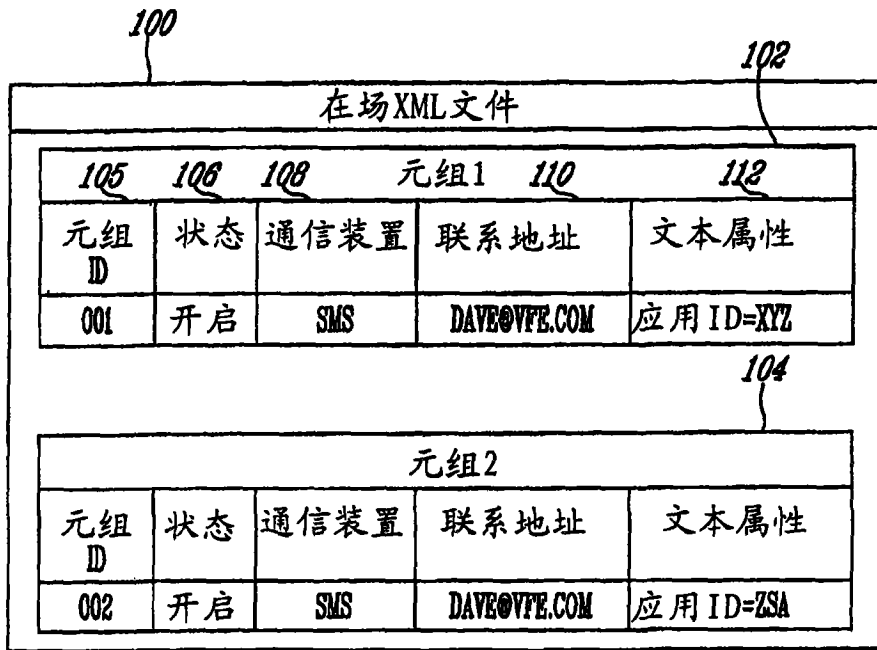 100
102
在场XML文件
105 106 108 元组1 110 112
元组 状态 通信装置 联系地址 文本属性
ID
001 开启 SMS DAVE@VFE.COM 应用ID=XYZ
104
元组2
元组 状态 通信装置 联系地址 文本属性
ID
002 开启 SMS DAVE@VFE.COM 应用ID=ZSA